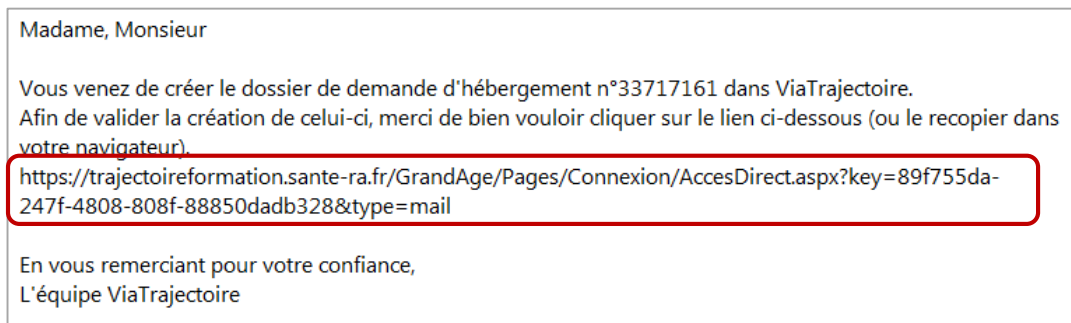 Madame, Monsieur
Vous venez de créer le dossier de demande d'hébergement n°33717161 dans ViaTrajectoire.
Afin de valider la création de celui-ci, merci de bien vouloir cliquer sur le lien ci-dessous (ou le recopier dans
votre navigateur).
https://trajectoireformation.sante-ra.fr/GrandAge/Pages/Connexion/AccesDirect.aspx?key=89f755da-
247f-4808-808f-88850dadb328&type=mail
En vous remerciant pour votre confiance,
L'équipe ViaTrajectoire